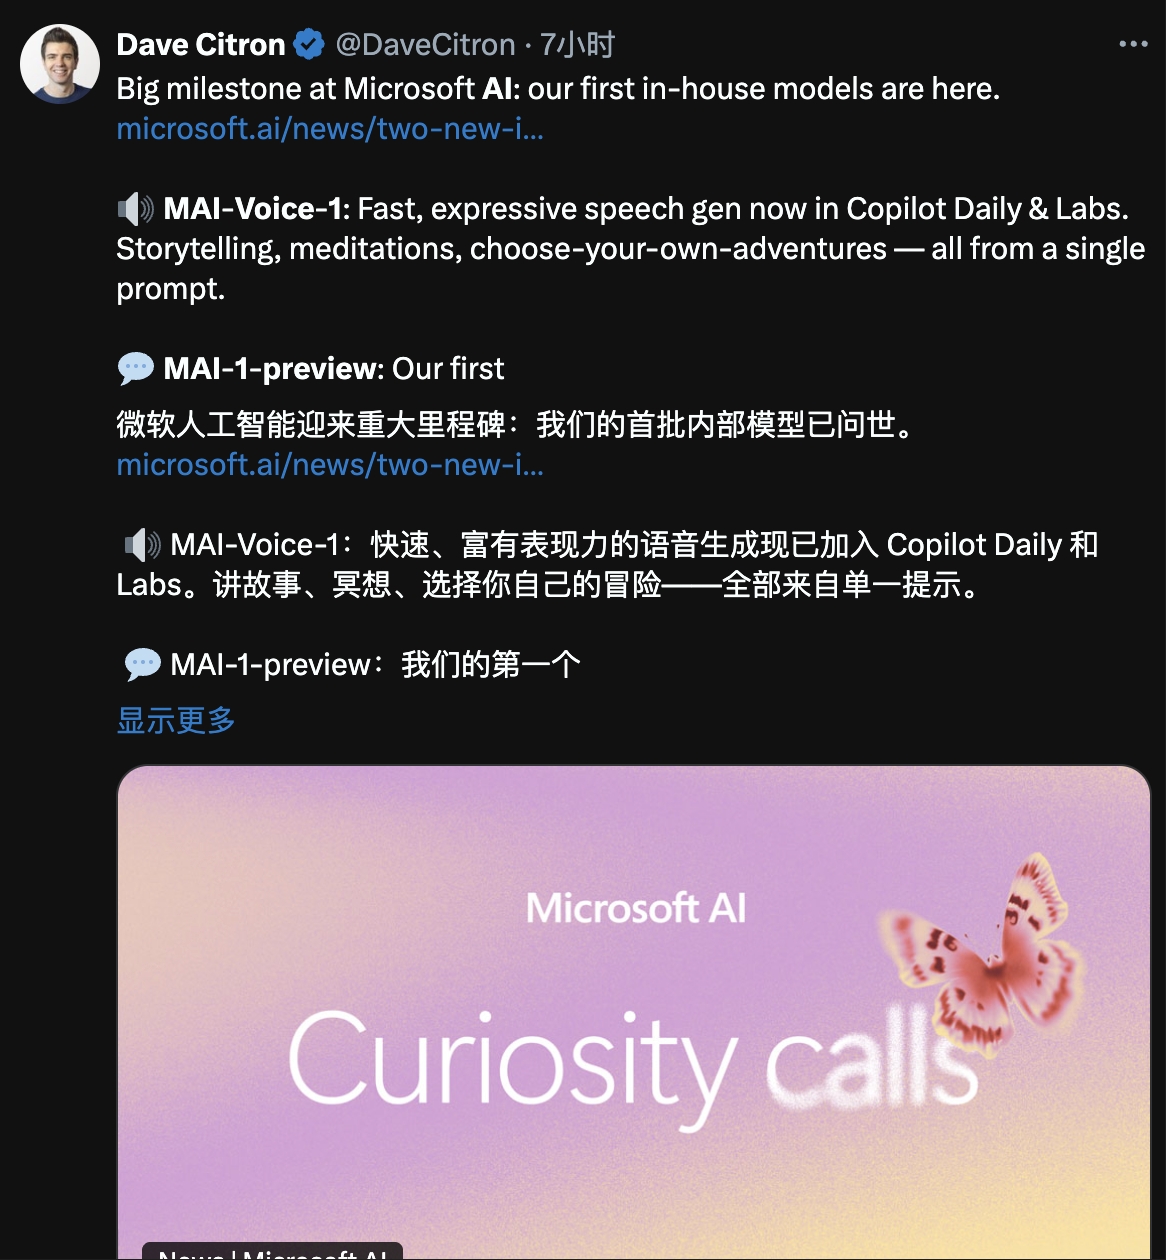 Dave Citron @DaveCitron · 7小时
Big milestone at Microsoft AI: our first in-house models are here.
microsoft.ai/news/two-new-i...
🔊 MAI-Voice-1: Fast, expressive speech gen now in Copilot Daily & Labs.
Storytelling, meditations, choose-your-own-adventures — all from a single
prompt.
💬 MAI-1-preview: Our first
微软人工智能迎来重大里程碑：我们的首批内部模型已问世。
microsoft.ai/news/two-new-i...
🔊 MAI-Voice-1：快速、富有表现力的语音生成现已加入 Copilot Daily 和
Labs。讲故事、冥想、选择你自己的冒险——全部来自单一提示。
💬 MAI-1-preview：我们的第一个
显示更多
Microsoft AI
Curiosity calls
News | Microsoft AI